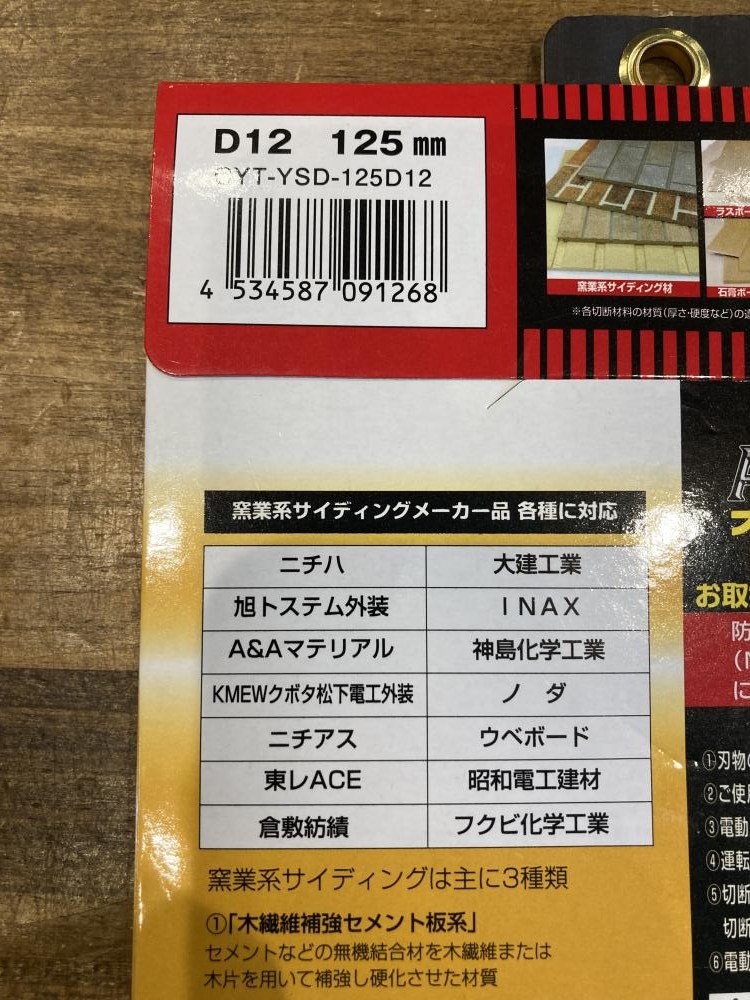 D12 125mm
CYT-YSD-125D12
4 534587 091268
窯業系サイディング材
ラスボー
石膏ボー
※各切断材料の材質(厚さ・硬度など)の
窯業系サイディングメーカー品 各種に対応
ニチハ 大建工業
旭トステム外装 INAX
A&Aマテリアル 神島化学工業
KMEWクボタ松下電工外装 ノダ
ニチアス ウベボード
東レACE 昭和電工建材
倉敷紡績 フクビ化学工業
窯業系サイディングは主に3種類
①「木繊維補強セメント板系」
セメントなどの無機結合材を木繊維または
木片を用いて補強し硬化させた材質
お取
防
に
①刃物の
②ご使用
③電動
④運転
⑤切断
切断
⑥電動